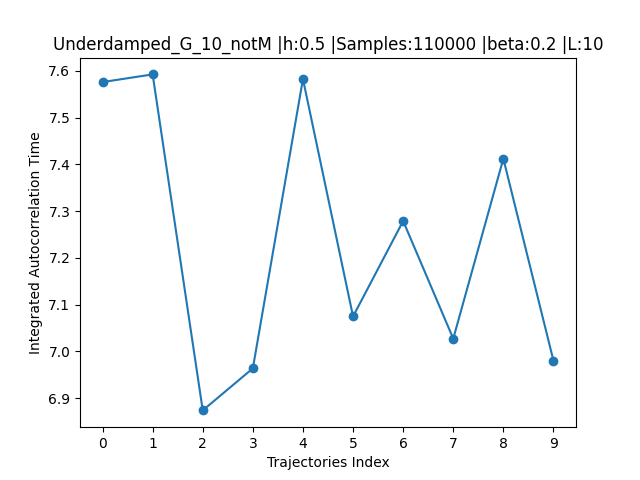 Underdamped_G_10_notM |h:0.5 |Samples:110000 |beta:0.2 |L:10
7.6
7.5
7.4
7.3
7.2
7.1
7.0
6.9
Integrated Autocorrelation Time
0 1 2 3 4 5 6 7 8 9
Trajectories Index